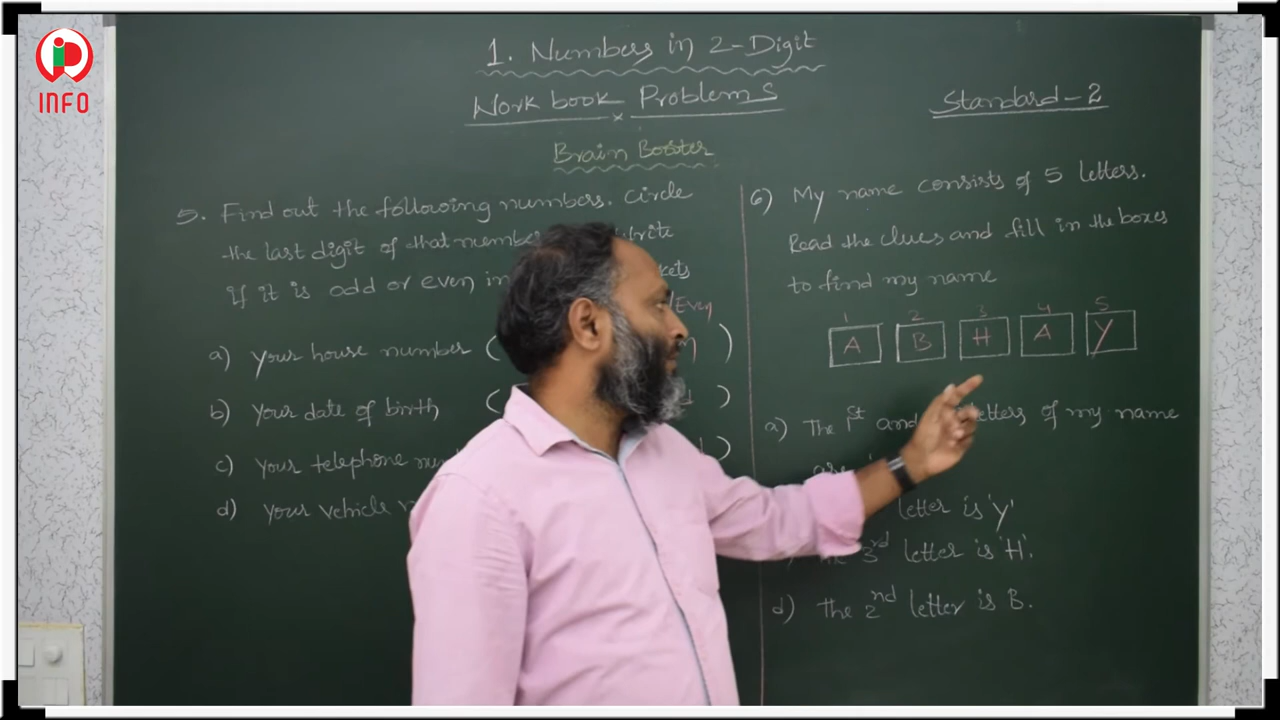 INFO
1. Numbers in 2-Digit
Work book Problems
Standard-2
Brain Booster
5. Find out the following numbers. Circle
the last digit of that number write
if it is odd or even in
Even
a) your house number ( )
b) your date of birth ( )
c) your telephone )
d) your vehicle
6) My name consists of 5 letters.
Read the clues and fill in the boxes
to find my name
1 2 3 4 5
A B H A Y
a) The 1st and letters of my name
are
letter is 'Y'
3rd letter is 'H'.
d) the 2nd letter is B.